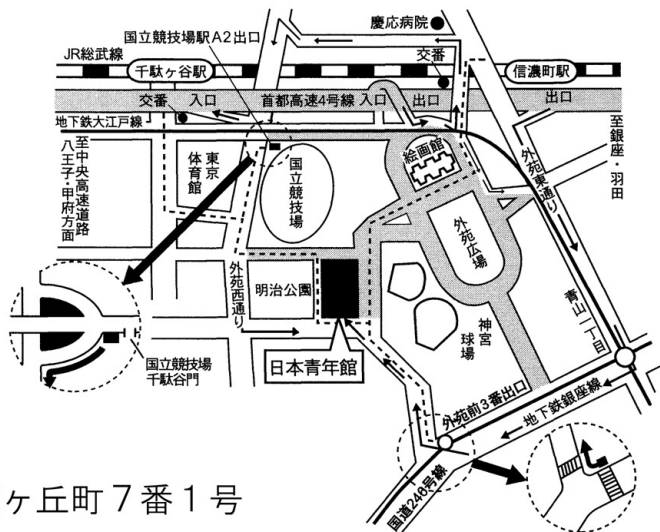 慶応病院
国立競技場駅A2出口
JR総武線
千駄ヶ谷駅
交番
信濃町駅
交番
入口
首都高速4号線
入口
出口
出口
地下鉄大江戸線
至中央高速道路
八王子・甲府方面
東京
体育館
国立競技場
絵画館
外苑東通り
至銀座・羽田
外苑広場
外苑西通り
明治公園
神宮
球場
青山一丁目
日本青年館
国立競技場
千駄谷門
外苑前3番出口
地下鉄銀座線
国道246号線
ヶ丘町7番1号